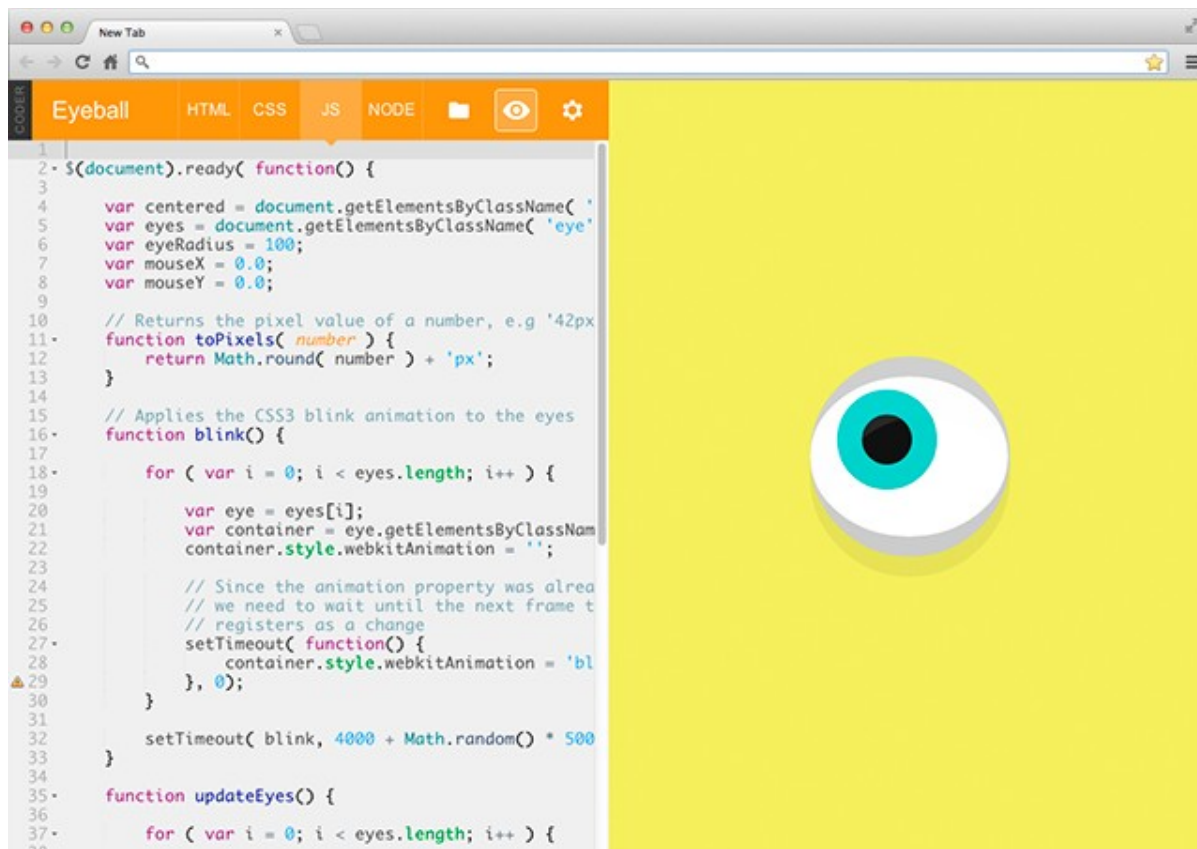 New Tab
CODER
Eyeball HTML CSS JS NODE
1
2 $(document).ready( function() {
3
4 var centered = document.getElementsByClassName( '
5 var eyes = document.getElementsByClassName( 'eye'
6 var eyeRadius = 100;
7 var mouseX = 0.0;
8 var mouseY = 0.0;
9
10 // Returns the pixel value of a number, e.g '42px
11 function toPixels( number ) {
12 return Math.round( number ) + 'px';
13 }
14
15 // Applies the CSS3 blink animation to the eyes
16 function blink() {
17
18 for ( var i = 0; i < eyes.length; i++ ) {
19
20 var eye = eyes[i];
21 var container = eye.getElementsByClassNam
22 container.style.webkitAnimation = '';
23
24 // Since the animation property was alrea
25 // we need to wait until the next frame t
26 // registers as a change
27 setTimeout( function() {
28 container.style.webkitAnimation = 'bl
29 }, 0);
30 }
31
32 setTimeout( blink, 4000 + Math.random() * 500
33 }
34
35 function updateEyes() {
36
37 for ( var i = 0; i < eyes.length; i++ ) {